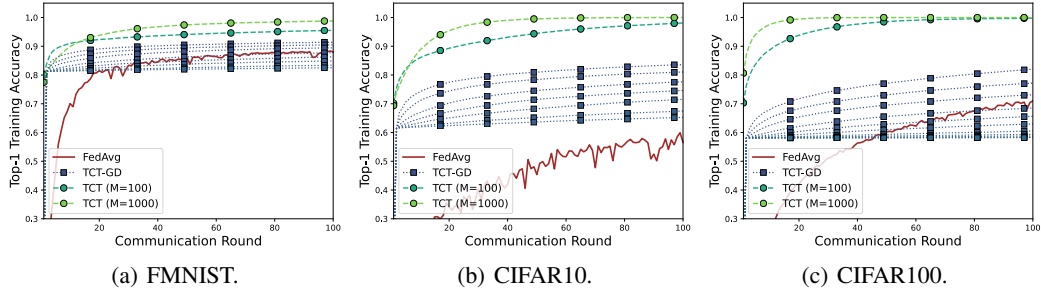 Top-1 Training Accuracy
1.0
0.9
0.8
0.7
0.6
0.5
0.4
0.3
FedAvg
TCT-GD
TCT (M=100)
TCT (M=1000)
20 40 60 80 100
Communication Round
(a) FMNIST.
Top-1 Training Accuracy
1.0
0.9
0.8
0.7
0.6
0.5
0.4
0.3
FedAvg
TCT-GD
TCT (M=100)
TCT (M=1000)
20 40 60 80 100
Communication Round
(b) CIFAR10.
Top-1 Training Accuracy
1.0
0.9
0.8
0.7
0.6
0.5
0.4
0.3
FedAvg
TCT-GD
TCT (M=100)
TCT (M=1000)
20 40 60 80 100
Communication Round
(c) CIFAR100.